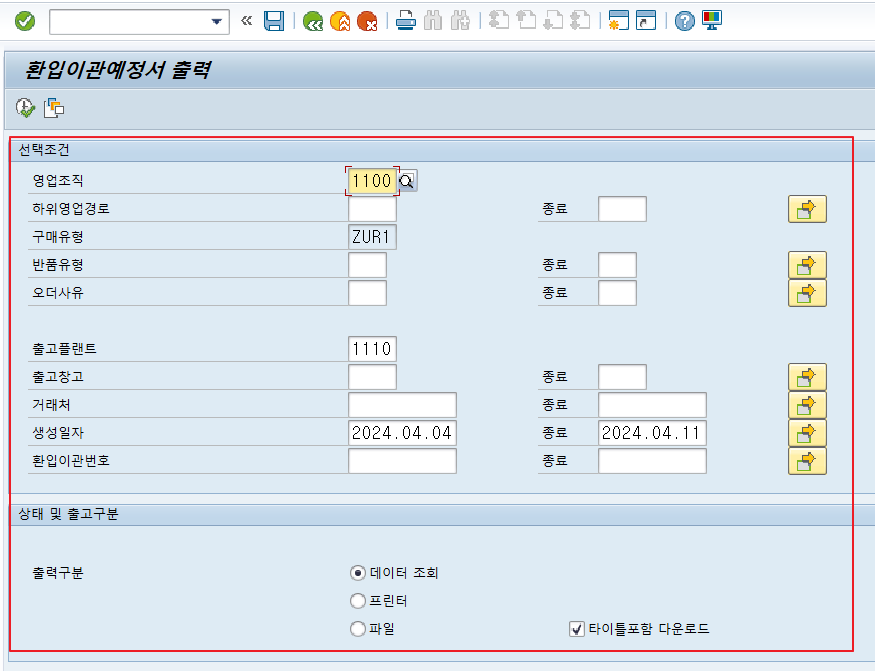 환입이관예정서 출력
선택조건
영업조직 1100
하위영업경로 종료
구매유형 ZUR1
반품유형 종료
오더사유 종료
출고플랜트 1110
출고창고 종료
거래처 종료
생성일자 2024.04.04 종료 2024.04.11
환입이관번호 종료
상태 및 출고구분
출력구분 데이터 조회
프린터
파일 타이틀포함 다운로드